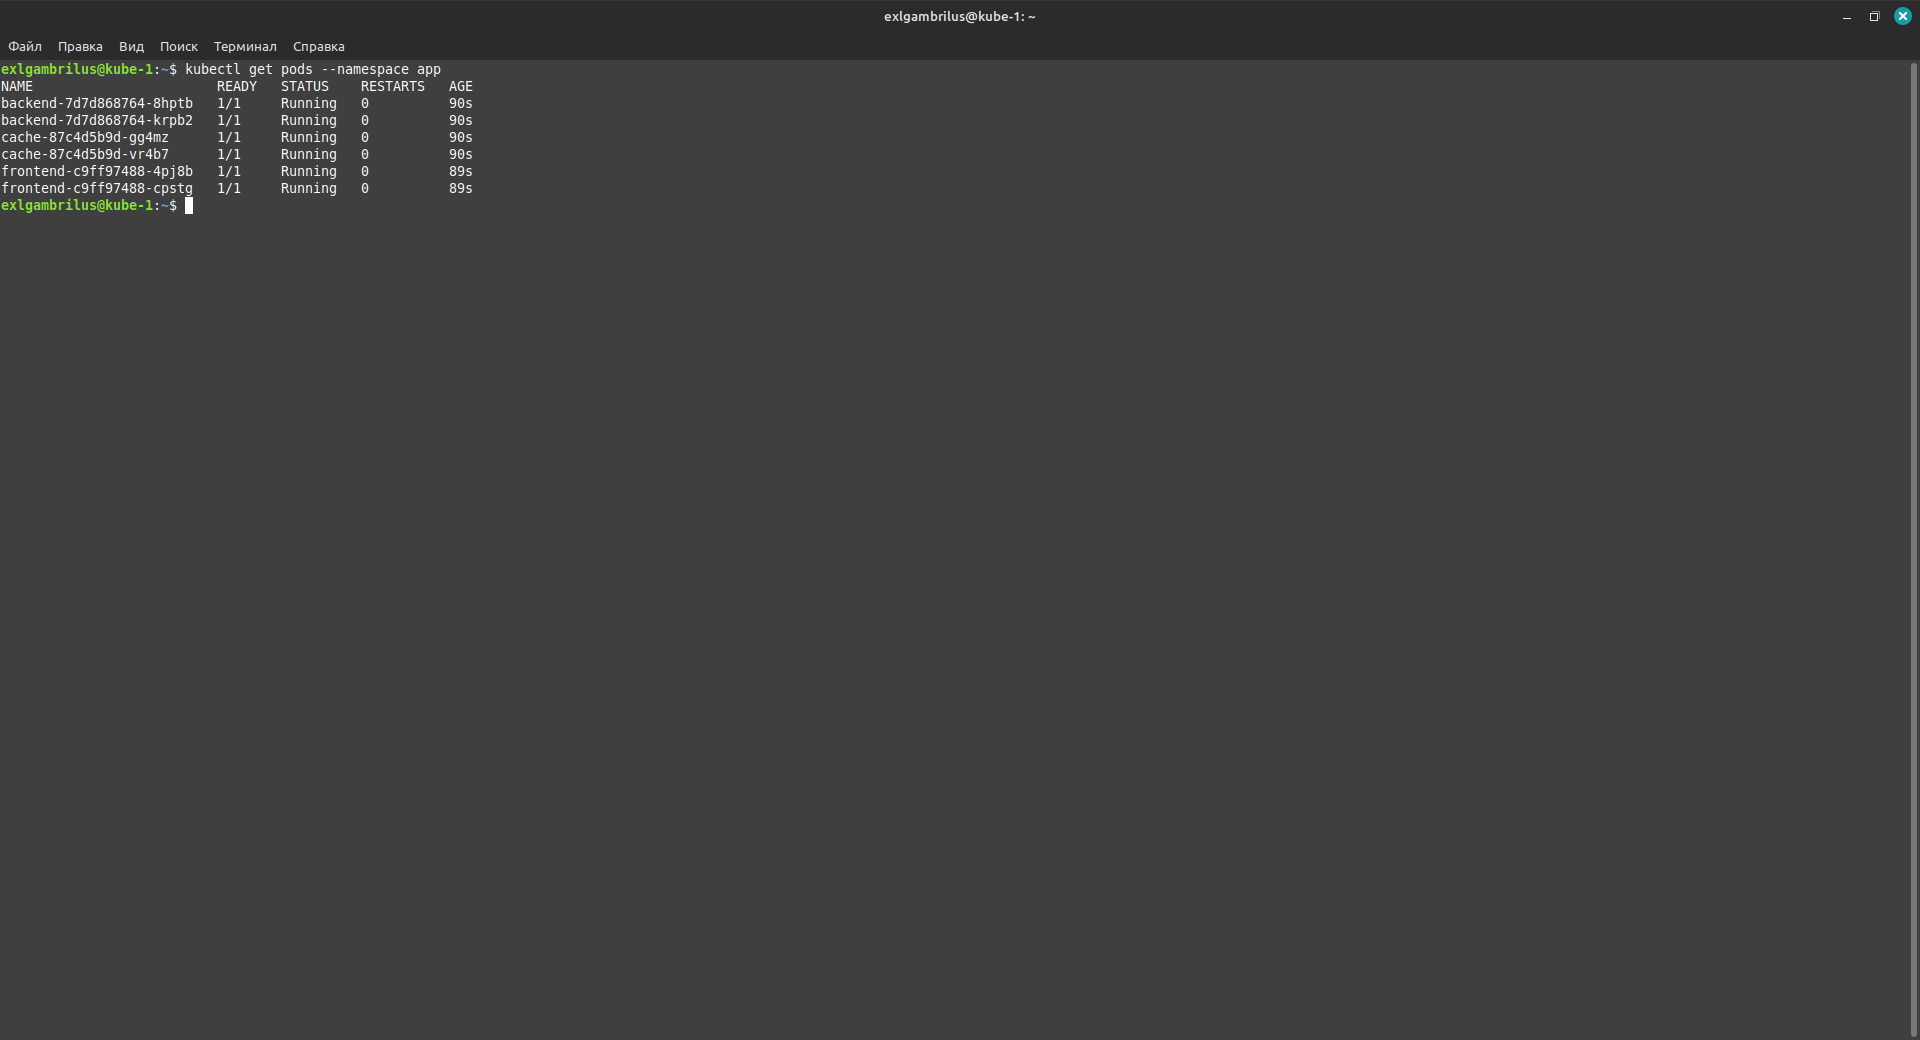 exlgambrilus@kube-1: ~
Файл Правка Вид Поиск Терминал Справка
exlgambrilus@kube-1:~$ kubectl get pods --namespace app
NAME                       READY   STATUS    RESTARTS   AGE
backend-7d7d868764-8hptb   1/1     Running   0          90s
backend-7d7d868764-krpb2   1/1     Running   0          90s
cache-87c4d5b9d-gg4mz      1/1     Running   0          90s
cache-87c4d5b9d-vr4b7      1/1     Running   0          90s
frontend-c9ff97488-4pj8b   1/1     Running   0          89s
frontend-c9ff97488-cpstg   1/1     Running   0          89s
exlgambrilus@kube-1:~$